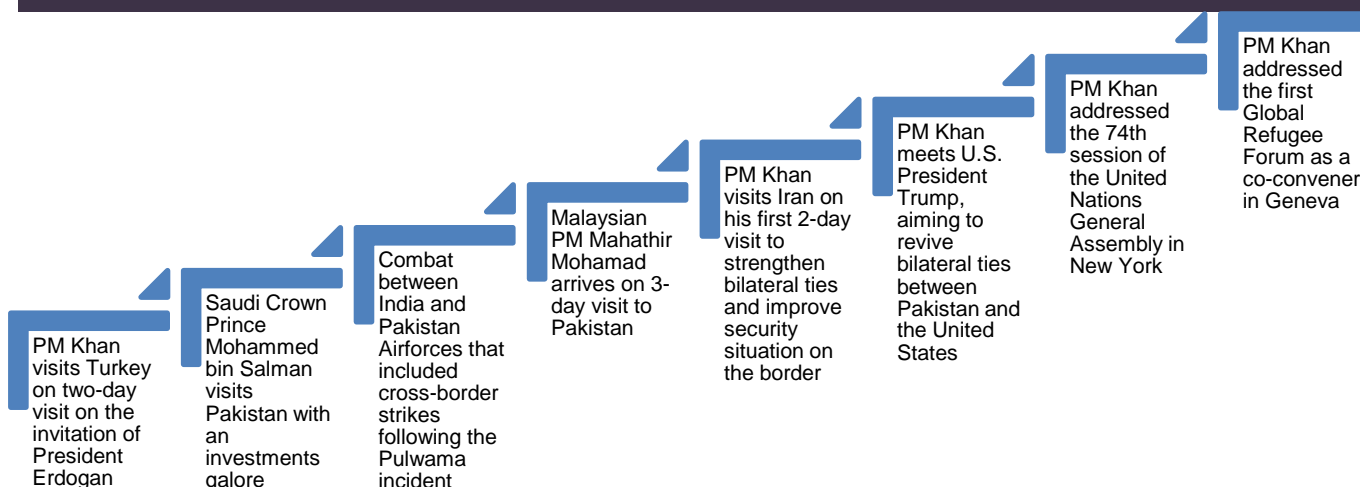 PM Khan
visits Turkey
on two-day
visit on the
invitation of
President
Erdogan
Saudi Crown
Prince
Mohammed
bin Salman
visits
Pakistan with
an
investments
galore
Combat
between
India and
Pakistan
Airforces that
included
cross-border
strikes
following the
Pulwama
incident
Malaysian
PM Mahathir
Mohamad
arrives on 3-
day visit to
Pakistan
PM Khan
visits Iran on
his first 2-day
visit to
strengthen
bilateral ties
and improve
security
situation on
the border
PM Khan
meets U.S.
President
Trump,
aiming to
revive
bilateral ties
between
Pakistan and
the United
States
PM Khan
addressed
the 74th
session of
the United
Nations
General
Assembly in
New York
PM Khan
addressed
the first
Global
Refugee
Forum as a
co-convener
in Geneva